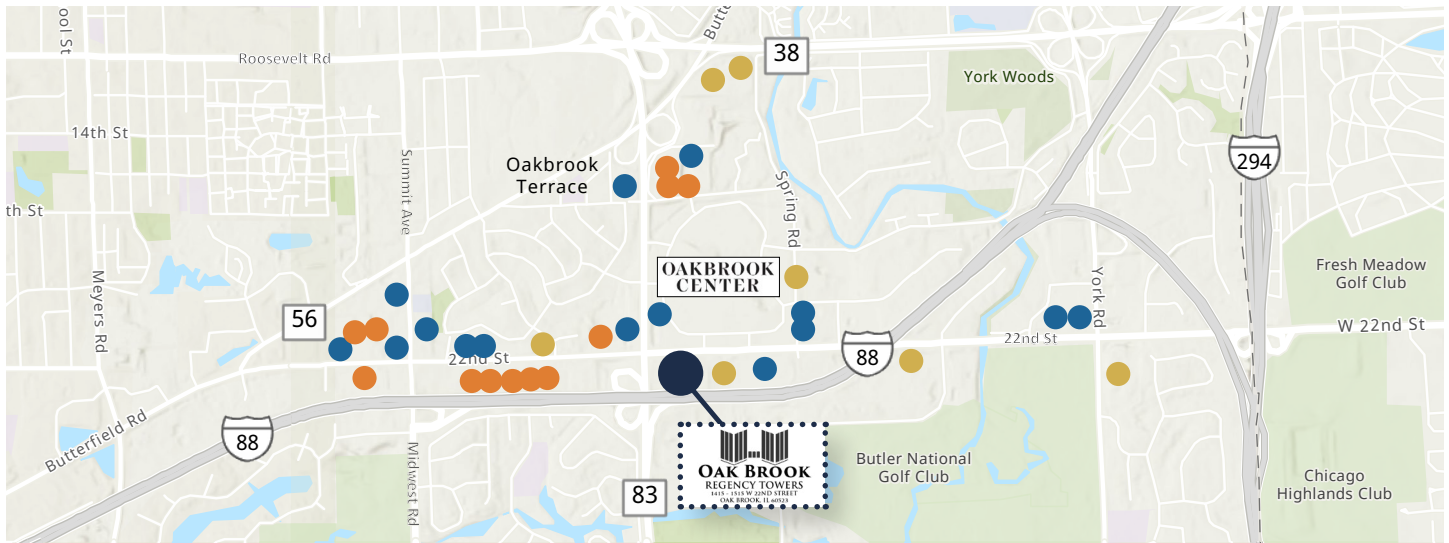 ool St
Butte
38
Roosevelt Rd
York Woods
14th St
294
Oakbrook
Terrace
Summit Ave
Spring Rd
th St
OAKBROOK
CENTER
Fresh Meadow
Golf Club
Meyers Rd
York Rd
56
W 22nd St
22nd St
22nd St
88
Butterfield Rd
88
Midwest Rd
OAK BROOK
REGENCY TOWERS
1415 - 1515 W 22ND STREET
OAK BROOK, IL 60523
Butler National
Golf Club
83
Chicago
Highlands Club